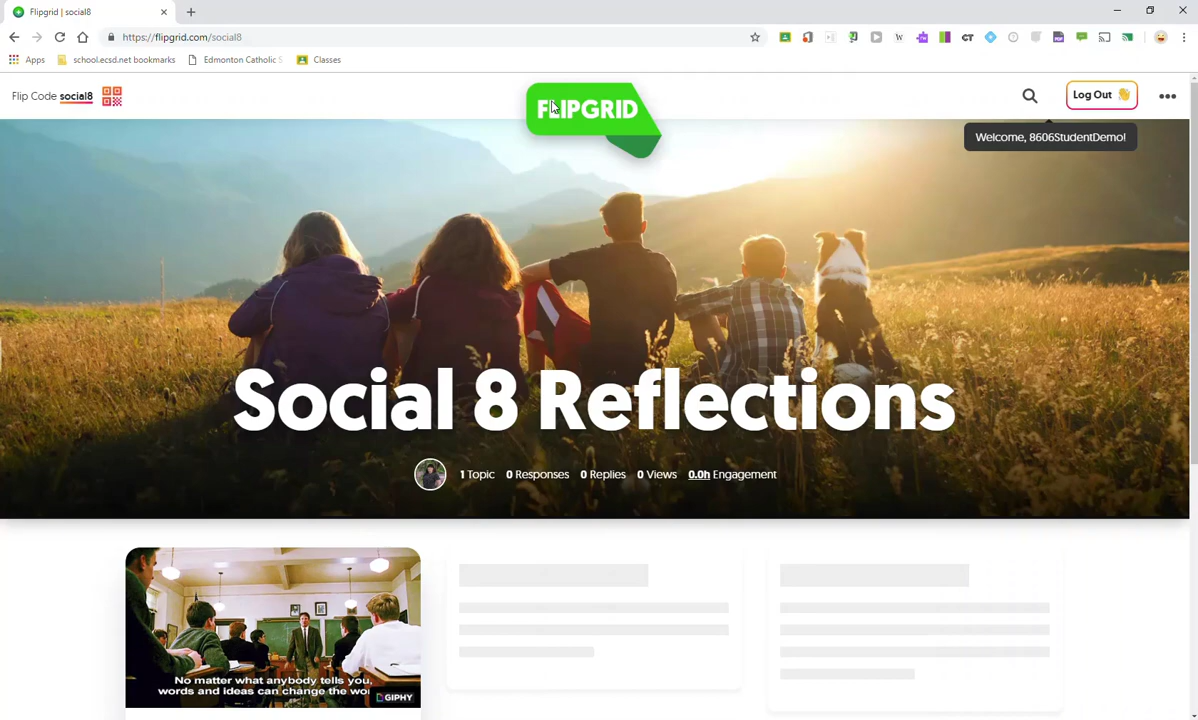 Flipgrid | social8
https://flipgrid.com/social8
Apps
school.ecsd.net bookmarks
Edmonton Catholic S
Classes
Flip Code social8
FLIPGRID
Log Out
Welcome, 8606StudentDemo!
Social 8 Reflections
1 Topic 0 Responses 0 Replies 0 Views 0.0h Engagement
No matter what anybody tells you,
words and ideas can change the wo
GIPHY